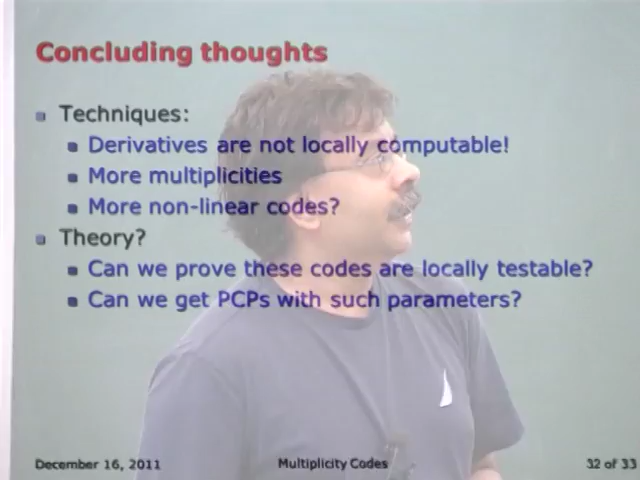 Concluding thoughts
Techniques:
Derivatives are not locally computable!
More multiplicities
More non-linear codes?
Theory?
Can we prove these codes are locally testable?
Can we get PCPs with such parameters?
December 16, 2011
Multiplicity Codes
32 of 33